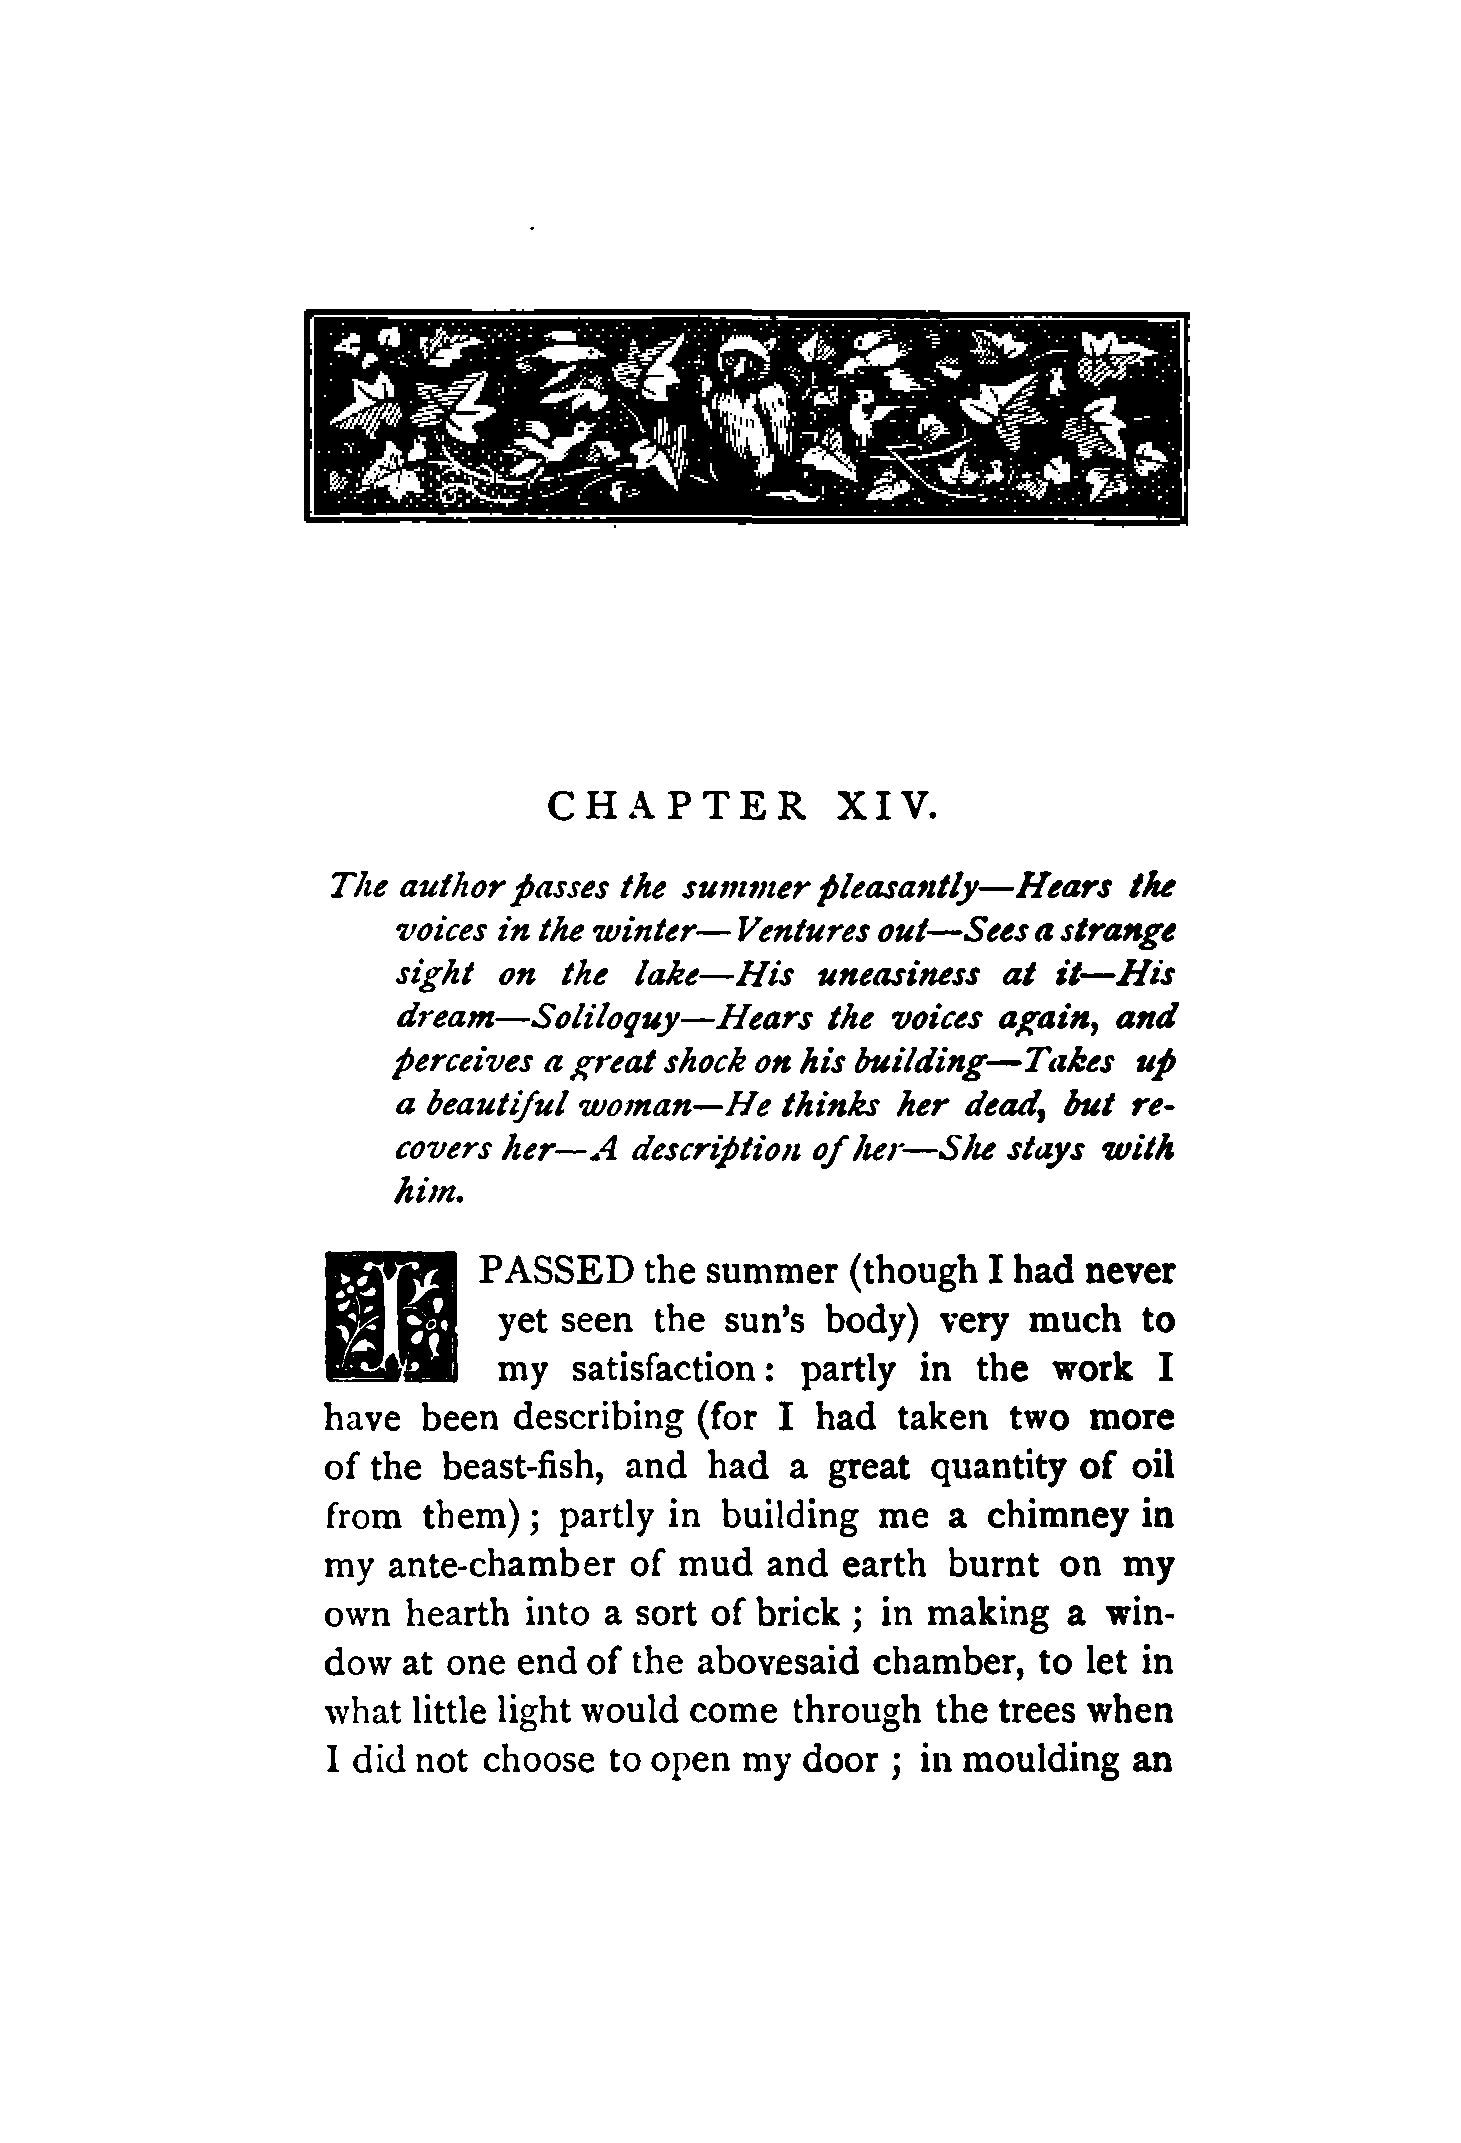 CHAPTER XIV.
The author passes the summer pleasantly—Hears the
voices in the winter—Ventures out—Sees a strange
sight on the lake—His uneasiness at it—His
dream—Soliloquy—Hears the voices again, and
perceives a great shock on his building—Takes up
a beautiful woman—He thinks her dead, but re-
covers her—A description of her—She stays with
him.
I PASSED the summer (though I had never
yet seen the sun's body) very much to
my satisfaction: partly in the work I
have been describing (for I had taken two more
of the beast-fish, and had a great quantity of oil
from them); partly in building me a chimney in
my ante-chamber of mud and earth burnt on my
own hearth into a sort of brick; in making a win-
dow at one end of the abovesaid chamber, to let in
what little light would come through the trees when
I did not choose to open my door; in moulding an